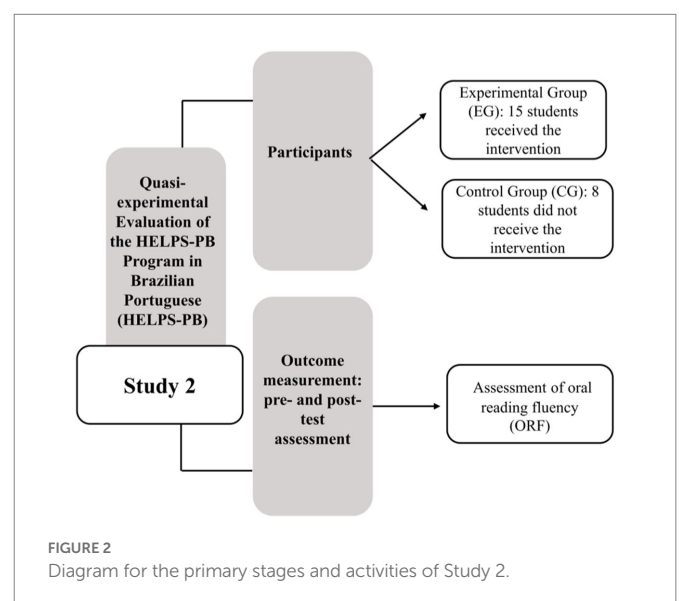 Quasi-
experimental
Evaluation of
the HELPS-PB
Program in
Brazilian
Portuguese
(HELPS-PB)
Study 2
Participants
Experimental Group
(EG): 15 students
received the
intervention
Control Group (CG): 8
students did not
receive the
intervention
Outcome
measurement:
pre- and post-
test
assessment
Assessment of oral
reading fluency
(ORF)
FIGURE 2
Diagram for the primary stages and activities of Study 2.